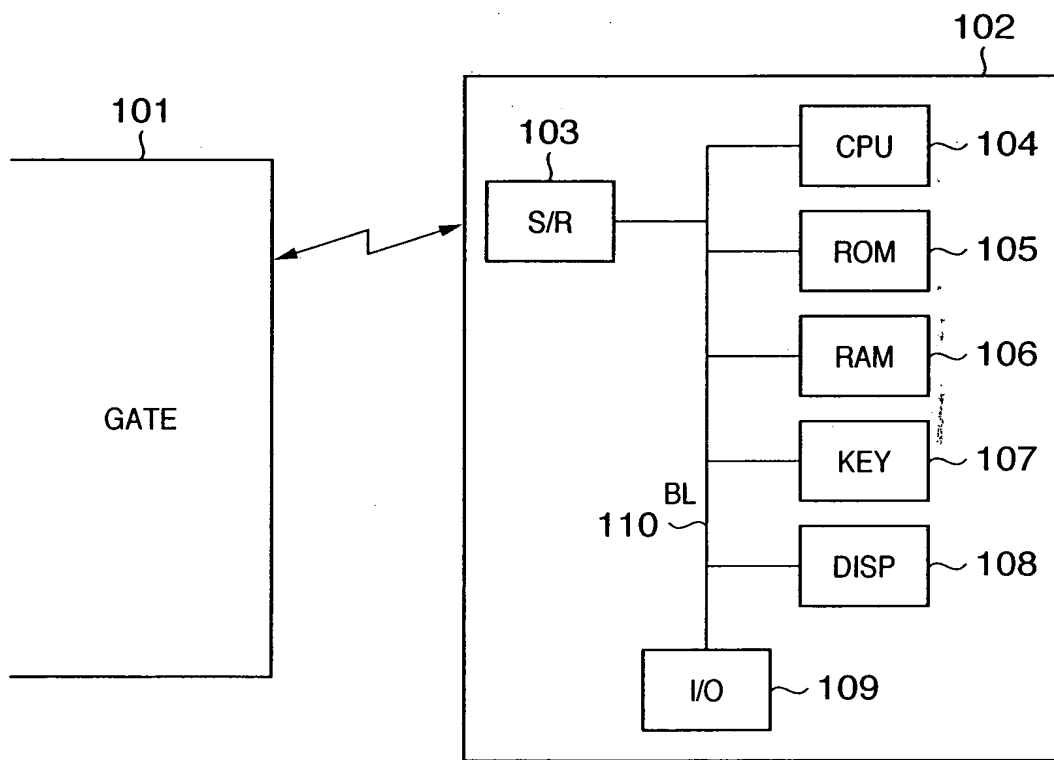 102
101
103
CPU
104
S/R
ROM
105
RAM
106
GATE
KEY
107
BL
110
DISP
108
I/O
109